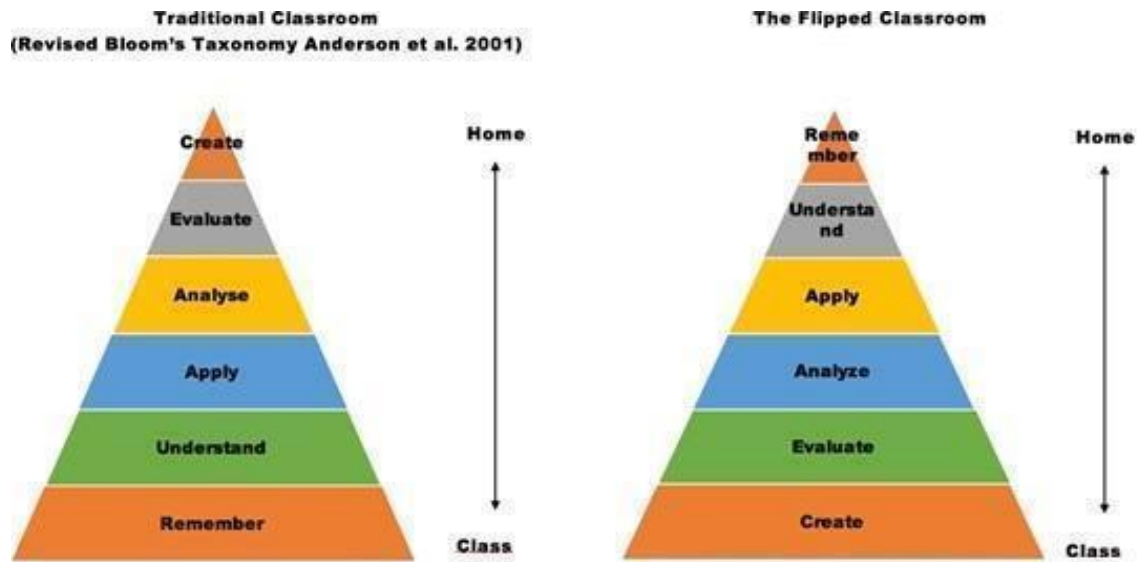 Traditional Classroom
(Revised Bloom's Taxonomy Anderson et al. 2001)
Create
Evaluate
Analyse
Apply
Understand
Remember
Home
Class
The Flipped Classroom
Reme
mber
Understa
nd
Apply
Analyze
Evaluate
Create
Home
Class